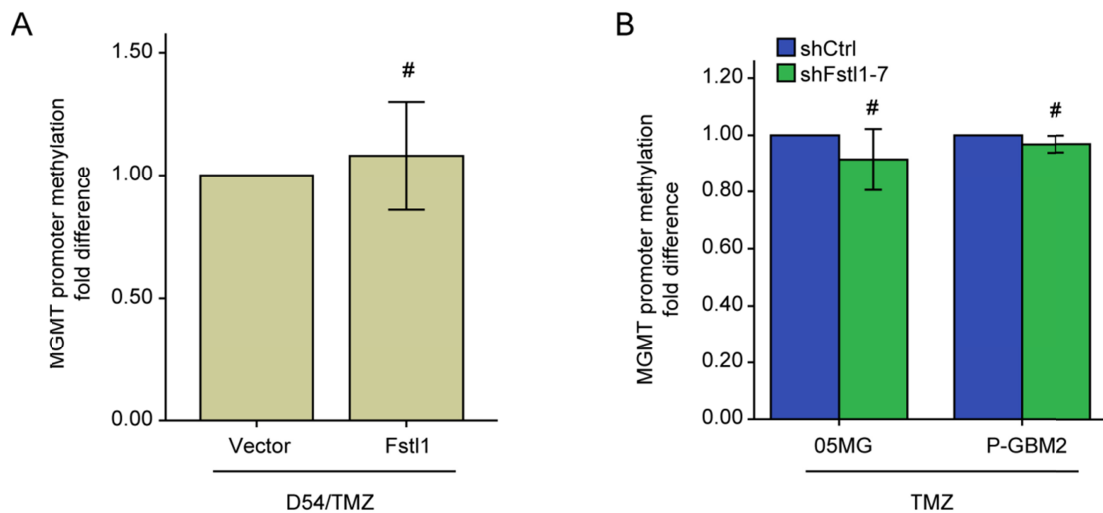 A
MGMT promoter methylation
fold difference
1.50
1.00
0.50
0.00
#
Vector
Fstl1
D54/TMZ
B
shCtrl
shFstl1-7
MGMT promoter methylation
fold difference
1.20
1.00
0.80
0.60
0.40
0.20
0.00
#
#
05MG
P-GBM2
TMZ